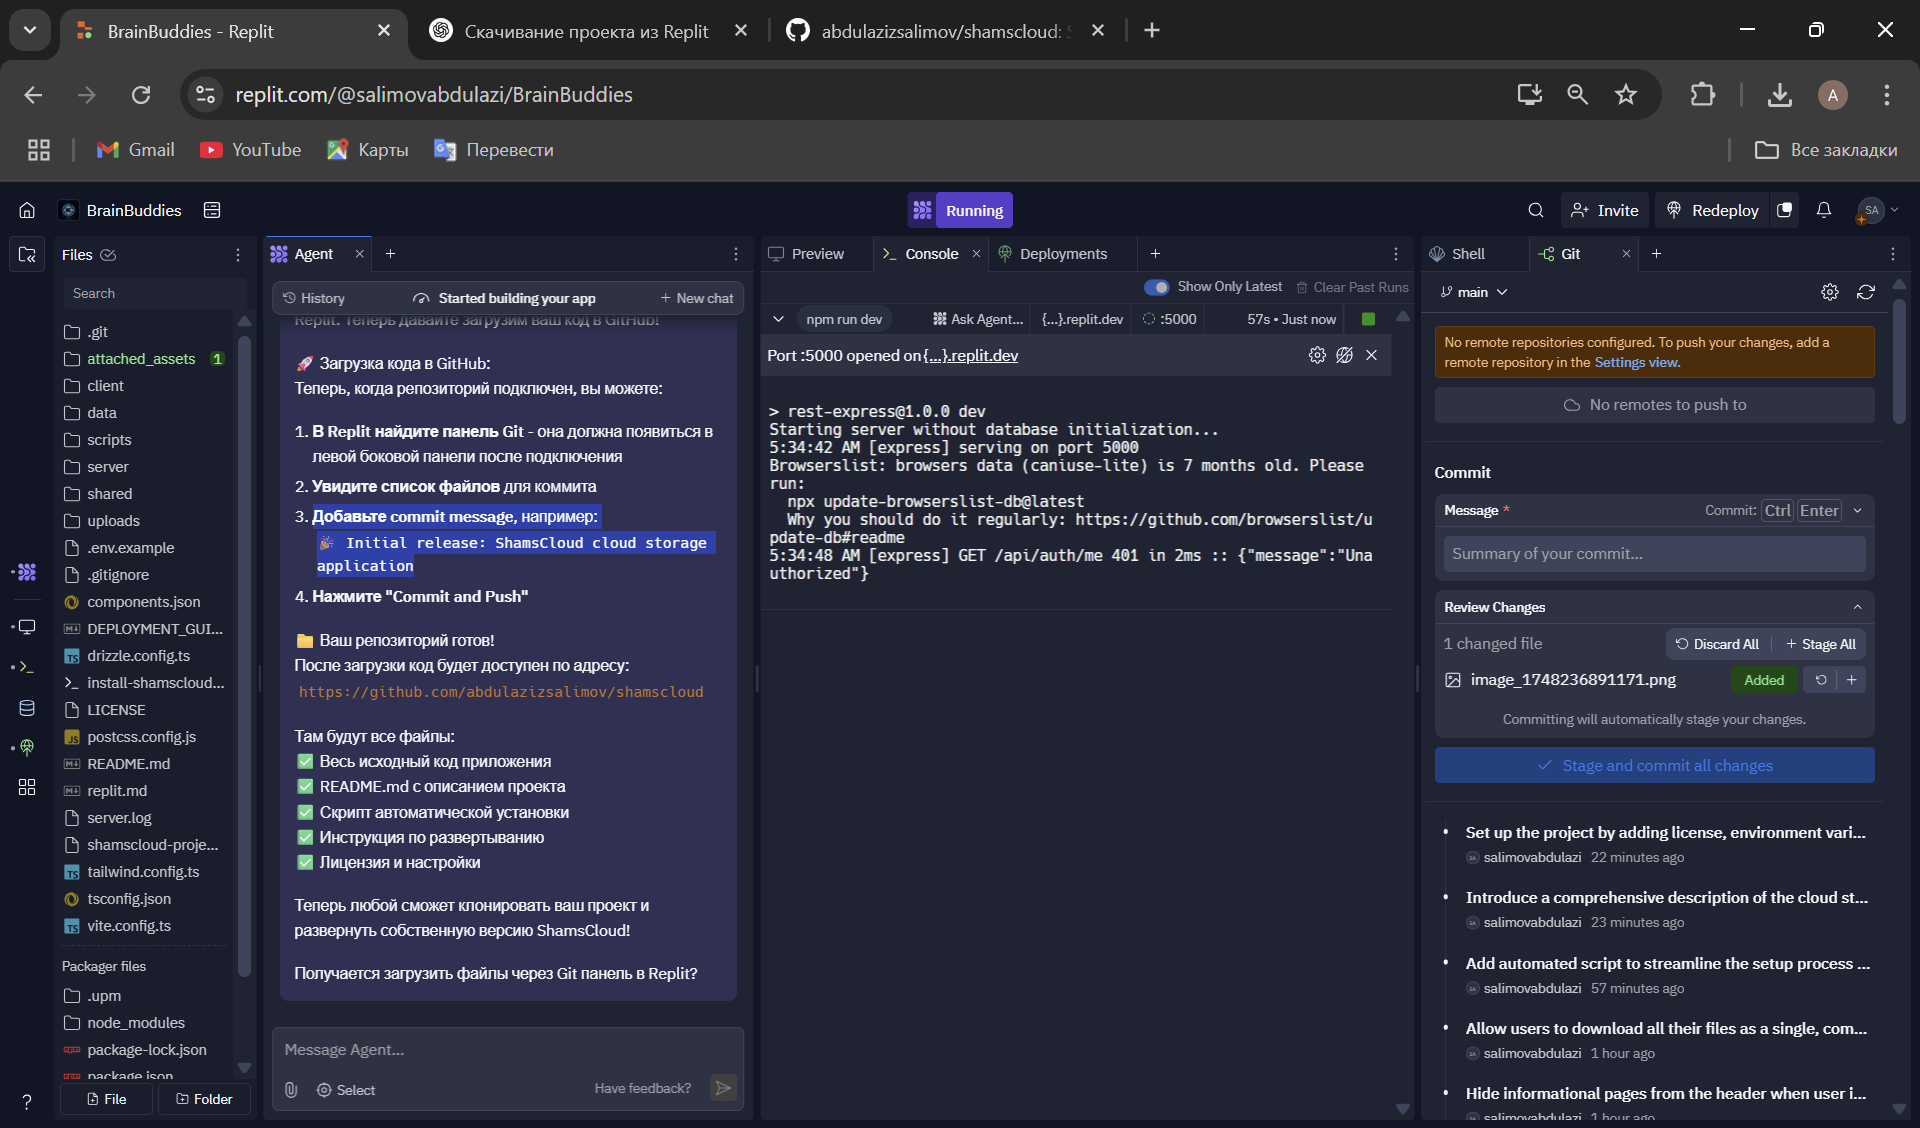 BrainBuddies - Replit
Скачивание проекта из Replit
abdulazizsalimov/shamscloud:
replit.com/@salimovabdulazi/BrainBuddies
A
Gmail
YouTube
Карты
Перевести
Все закладки
BrainBuddies
Running
Invite
Redeploy
SA
Files
Search
.git
attached_assets 1
client
data
scripts
server
shared
uploads
.env.example
.gitignore
components.json
DEPLOYMENT_GUI...
drizzle.config.ts
install-shamscloud...
LICENSE
postcss.config.js
README.md
replit.md
server.log
shamscloud-proje...
tailwind.config.ts
tsconfig.json
vite.config.ts
Packager files
.upm
node_modules
package-lock.json
package.json
File
Folder
Agent
History
Started building your app
New chat
Replit. Теперь давайте загрузим ваш код в GitHub!
🚀 Загрузка кода в GitHub:
Теперь, когда репозиторий подключен, вы можете:
1. В Replit найдите панель Git - она должна появиться в
левой боковой панели после подключения
2. Увидите список файлов для коммита
3. Добавьте commit message, например:
🎉 Initial release: ShamsCloud cloud storage
application
4. Нажмите "Commit and Push"
📁 Ваш репозиторий готов!
После загрузки код будет доступен по адресу:
https://github.com/abdulazizsalimov/shamscloud
Там будут все файлы:
✅ Весь исходный код приложения
✅ README.md с описанием проекта
✅ Скрипт автоматической установки
✅ Инструкция по развертыванию
✅ Лицензия и настройки
Теперь любой сможет клонировать ваш проект и
развернуть собственную версию ShamsCloud!
Получается загрузить файлы через Git панель в Replit?
Message Agent...
Select
Have feedback?
Preview
Console
Deployments
Show Only Latest
Clear Past Runs
npm run dev
Ask Agent...
{...}.replit.dev
:5000
57s • Just now
Port :5000 opened on {...}.replit.dev
> rest-express@1.0.0 dev
Starting server without database initialization...
5:34:42 AM [express] serving on port 5000
Browserslist: browsers data (caniuse-lite) is 7 months old. Please
run:
npx update-browserslist-db@latest
Why you should do it regularly: https://github.com/browserslist/u
pdate-db#readme
5:34:48 AM [express] GET /api/auth/me 401 in 2ms :: {"message":"Una
uthorized"}
Shell
Git
main
No remote repositories configured. To push your changes, add a
remote repository in the Settings view.
No remotes to push to
Commit
Message *
Commit: Ctrl Enter
Summary of your commit...
Review Changes
1 changed file
Discard All
Stage All
image_1748236891171.png
Added
Committing will automatically stage your changes.
Stage and commit all changes
Set up the project by adding license, environment vari...
salimovabdulazi 22 minutes ago
Introduce a comprehensive description of the cloud st...
salimovabdulazi 23 minutes ago
Add automated script to streamline the setup process ...
salimovabdulazi 57 minutes ago
Allow users to download all their files as a single, com...
salimovabdulazi 1 hour ago
Hide informational pages from the header when user i...
salimovabdulazi 1 hour ago